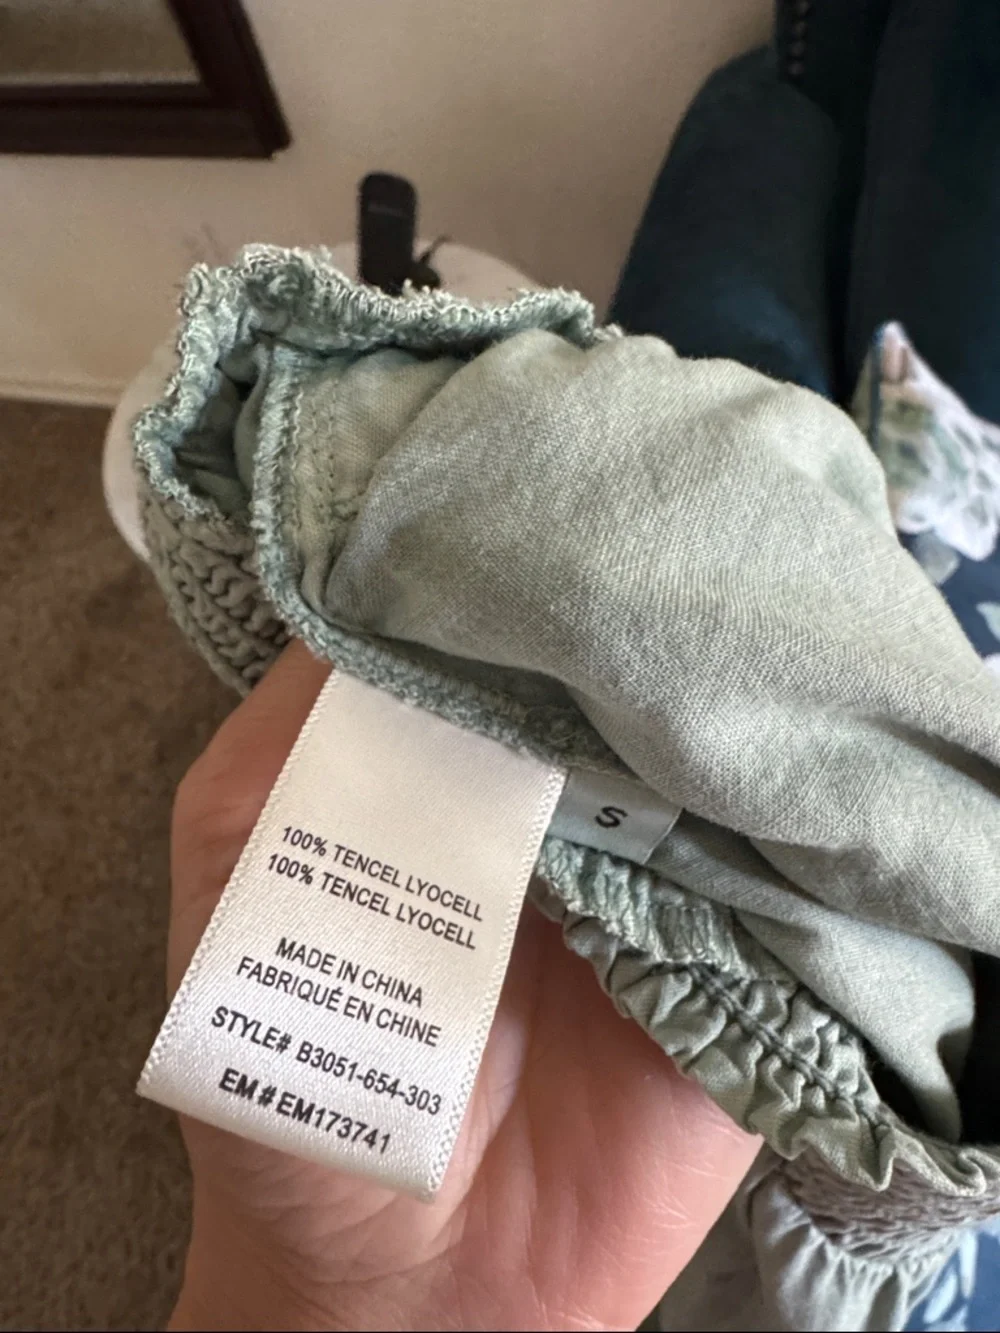 100% TENCEL LYOCELL
100% TENCEL LYOCELL
MADE IN CHINA
FABRIQUÉ EN CHINE
STYLE# B3051-654-303
EM # EM173741
S